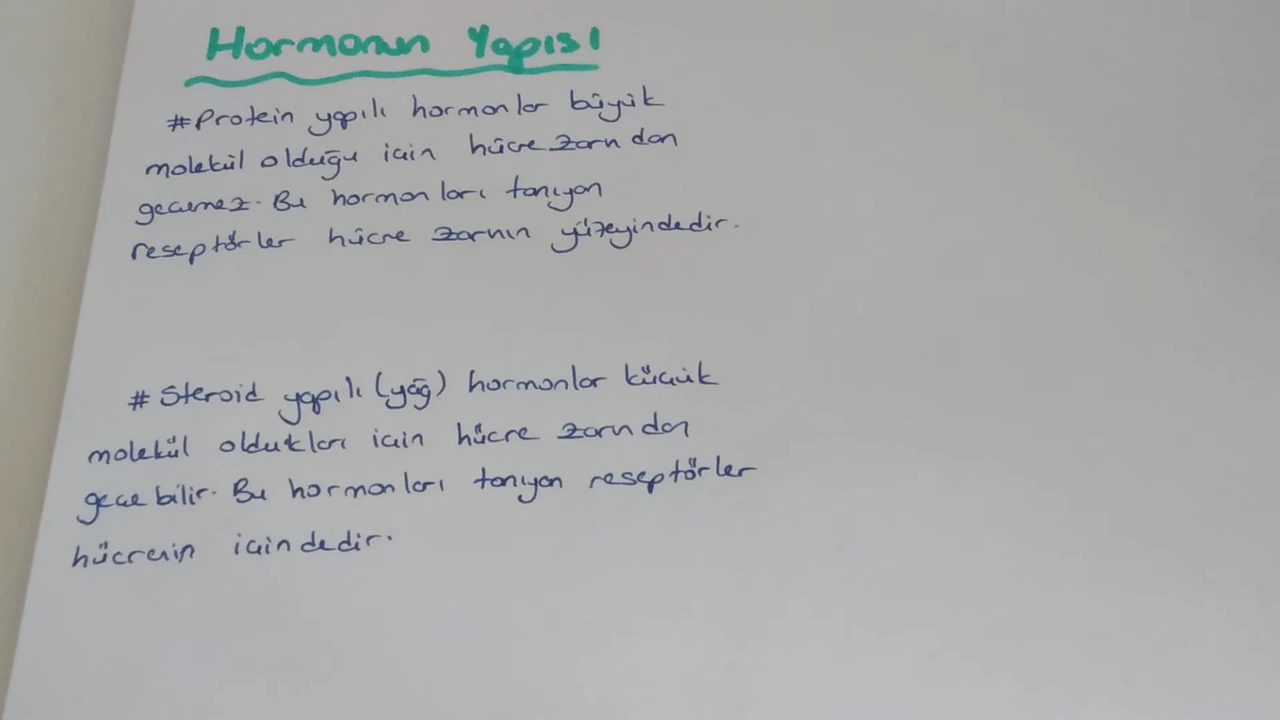 Hormonun Yapısı
#Protein yapılı hormonlar büyük
molekül olduğu için hücre zarından
geçemez. Bu hormonları tanıyan
reseptörler hücre zarının yüzeyindedir.
# Steroid yapılı (yağ) hormonlar küçük
molekül oldukları için hücre zarından
geçebilir. Bu hormonları tanıyan reseptörler
hücrenin içindedir.